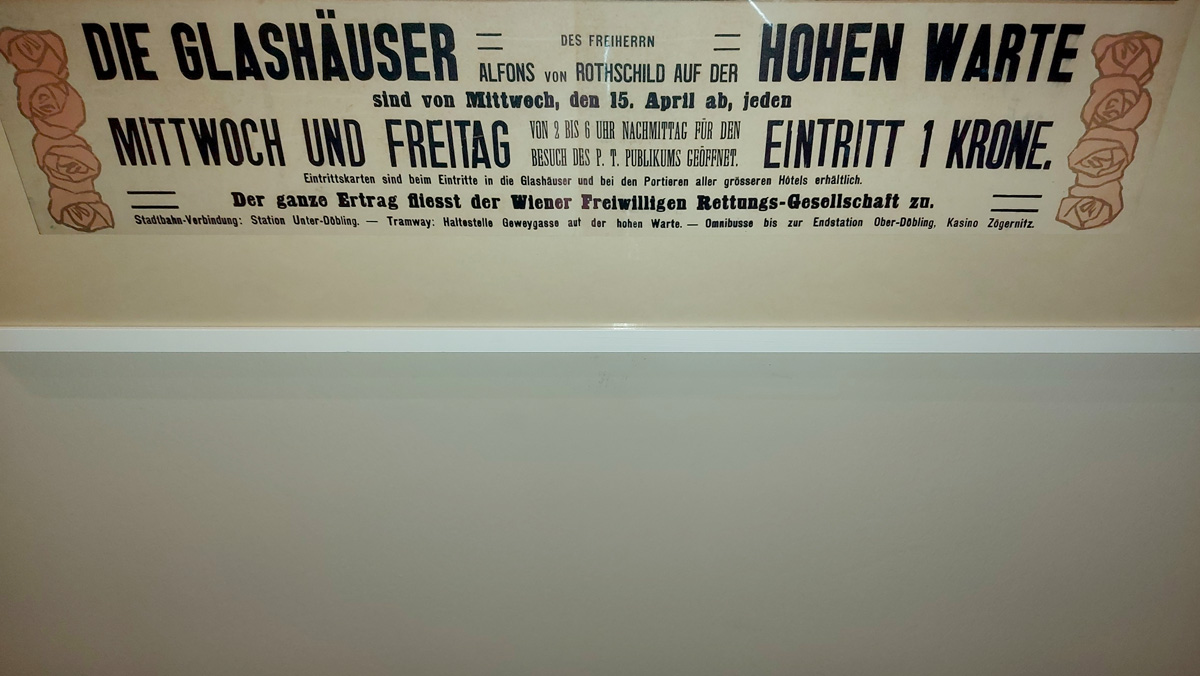 DIE GLASHÄUSER DES FREIHERRN ALFONS VON ROTHSCHILD AUF DER HOHEN WARTE
sind von Mittwoch, den 15. April ab, jeden
MITTWOCH UND FREITAG VON 2 BIS 6 UHR NACHMITTAG FÜR DEN BESUCH DES P. T. PUBLIKUMS GEÖFFNET. EINTRITT 1 KRONE.
Eintrittskarten sind beim Eintritte in die Glashäuser und bei den Portieren aller grösseren Hôtels erhältlich.
Der ganze Ertrag fliesst der Wiener Freiwilligen Rettungs-Gesellschaft zu.
Stadtbahn-Verbindung: Station Unter-Döbling. — Tramway: Haltestelle Geweygasse auf der hohen Warte. — Omnibusse bis zur Endstation Ober-Döbling, Kasino Zögernitz.